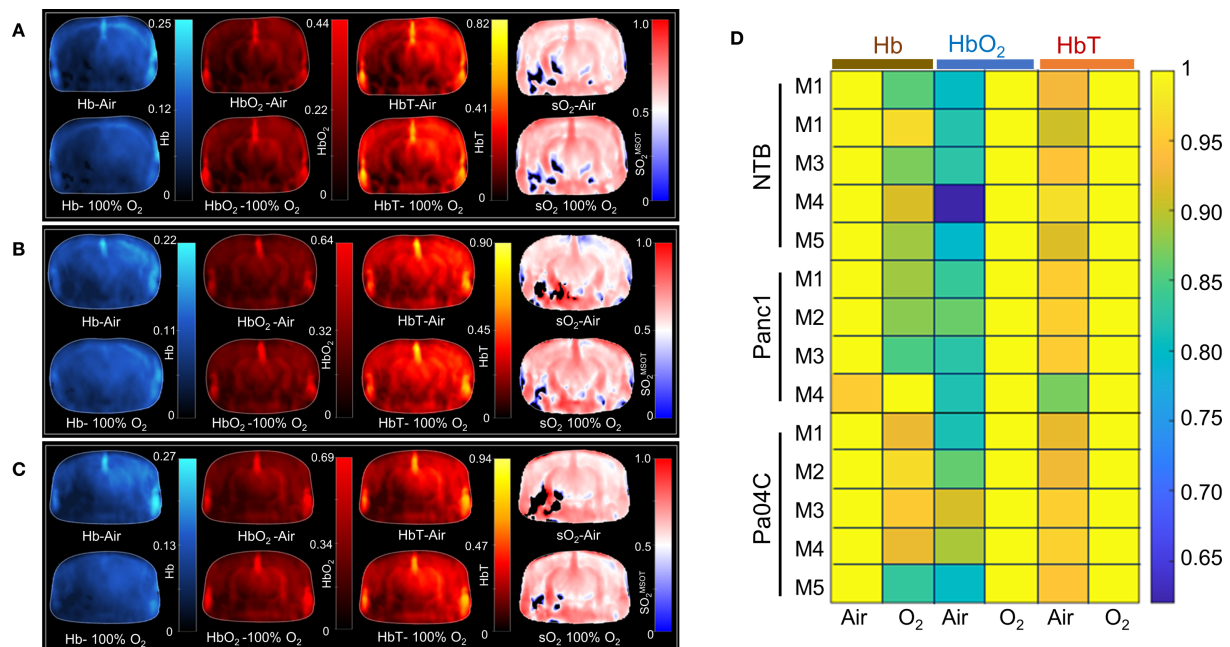 A
Hb-Air
HbO2-Air
HbT-Air
sO2-Air
Hb- 100% O2
HbO2-100% O2
HbT- 100% O2
sO2 100% O2
0.25
0.12
0
Hb
0.44
0.22
0
HbO2
0.82
0.41
0
HbT
1.0
0.5
0
SO2MSOT
B
Hb-Air
HbO2-Air
HbT-Air
sO2-Air
Hb- 100% O2
HbO2-100% O2
HbT- 100% O2
sO2 100% O2
0.22
0.11
0
Hb
0.64
0.32
0
HbO2
0.90
0.45
0
HbT
1.0
0.5
0
SO2MSOT
C
Hb-Air
HbO2-Air
HbT-Air
sO2-Air
Hb- 100% O2
HbO2-100% O2
HbT- 100% O2
sO2 100% O2
0.27
0.13
0
Hb
0.69
0.34
0
HbO2
0.94
0.47
0
HbT
1.0
0.5
0
SO2MSOT
D
Hb HbO2 HbT
NTB
M1
M1
M3
M4
M5
Panc1
M1
M2
M3
M4
Pa04C
M1
M2
M3
M4
M5
Air O2 Air O2 Air O2
1
0.95
0.90
0.85
0.80
0.75
0.70
0.65